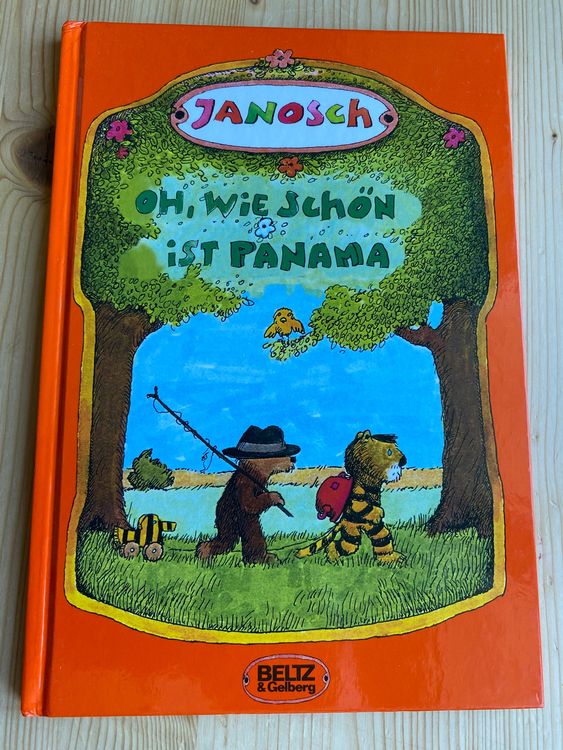 JANOSCH
OH, WIE SCHÖN
IST PANAMA
BELTZ
& Gelberg